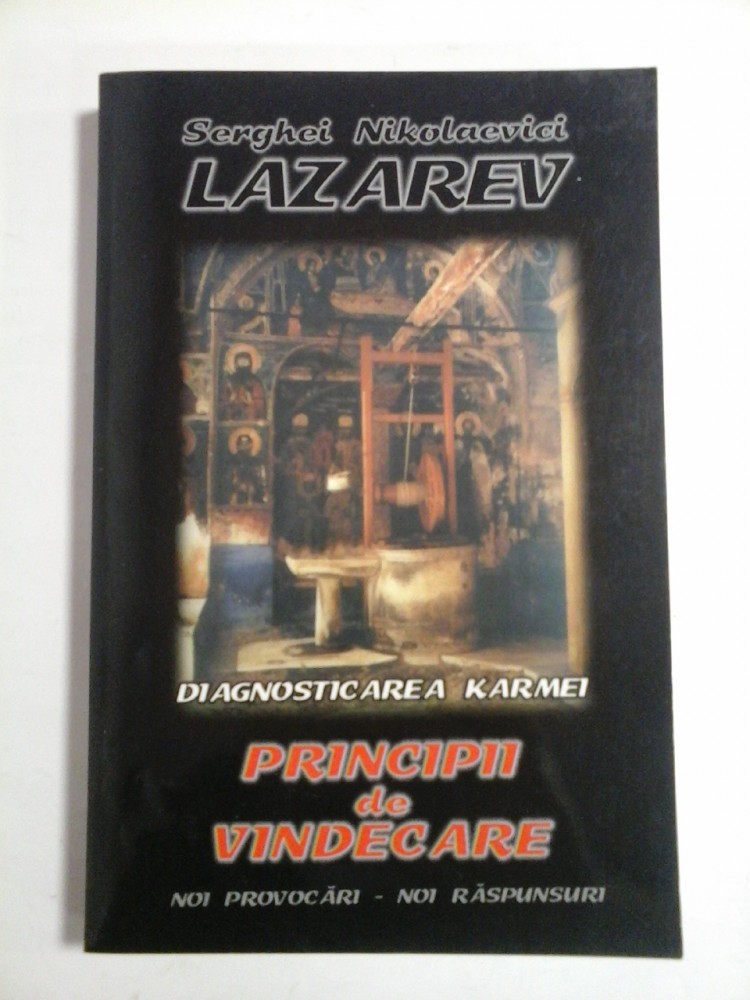 Serghei Nikolaevici
LAZAREV
DIAGNOSTICAREA KARMEI
PRINCIPII
de
VINDECARE
NOI PROVOCĂRI - NOI RĂSPUNSURI